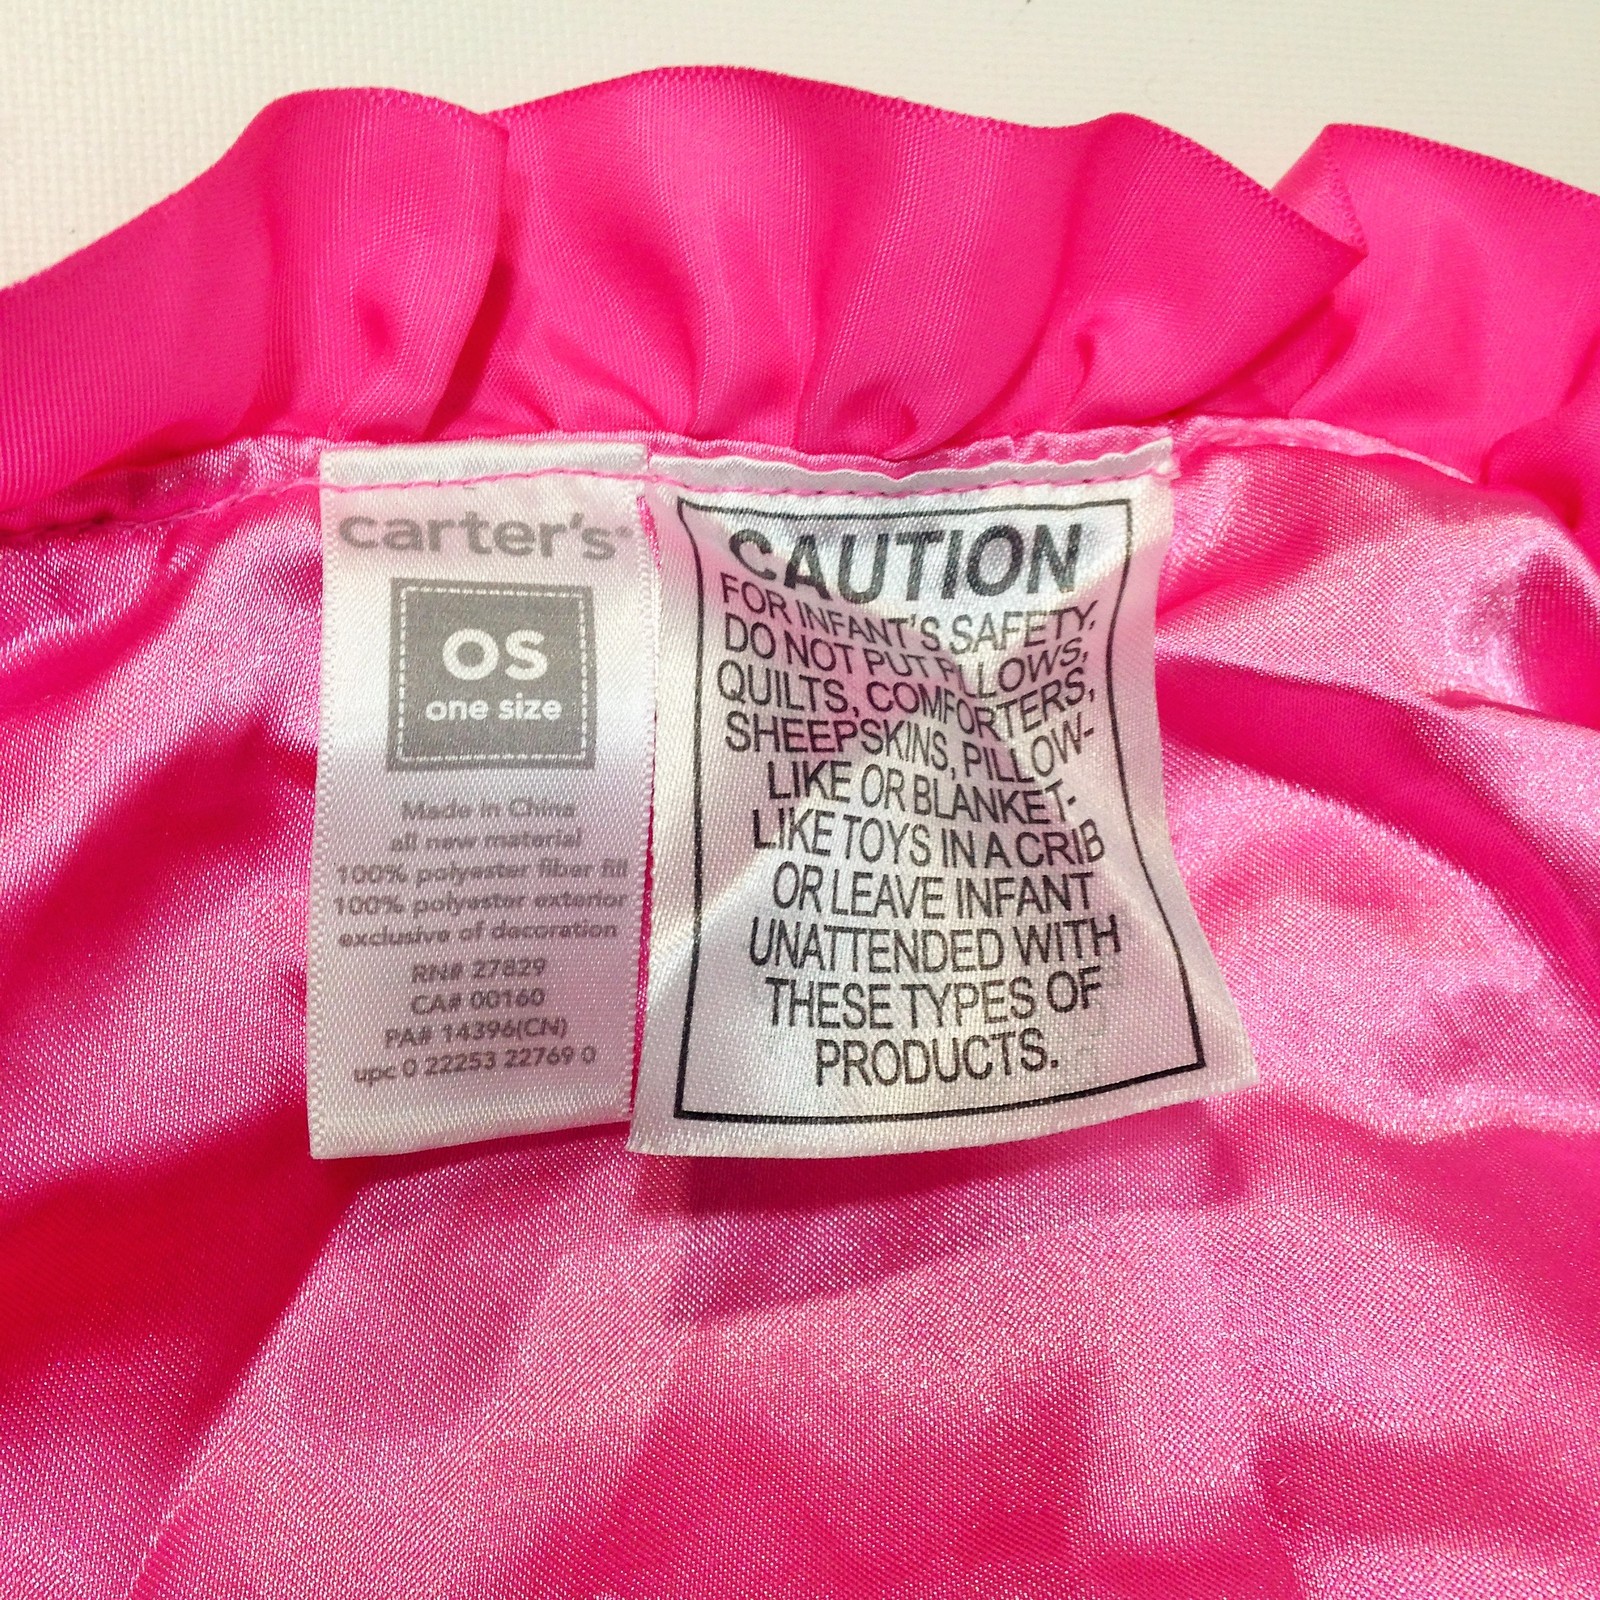 carter's
OS
one size
Made in China
all new material
100% polyester fiber fill
100% polyester exterior
exclusive of decoration
RN# 27829
CA# 00160
PA# 14396(CN)
upc 0 22253 22769 0
CAUTION
FOR INFANT'S SAFETY,
DO NOT PUT PILLOWS,
QUILTS, COMFORTERS,
SHEEPSKINS, PILLOW-
LIKE OR BLANKET-
LIKE TOYS IN A CRIB
OR LEAVE INFANT
UNATTENDED WITH
THESE TYPES OF
PRODUCTS.